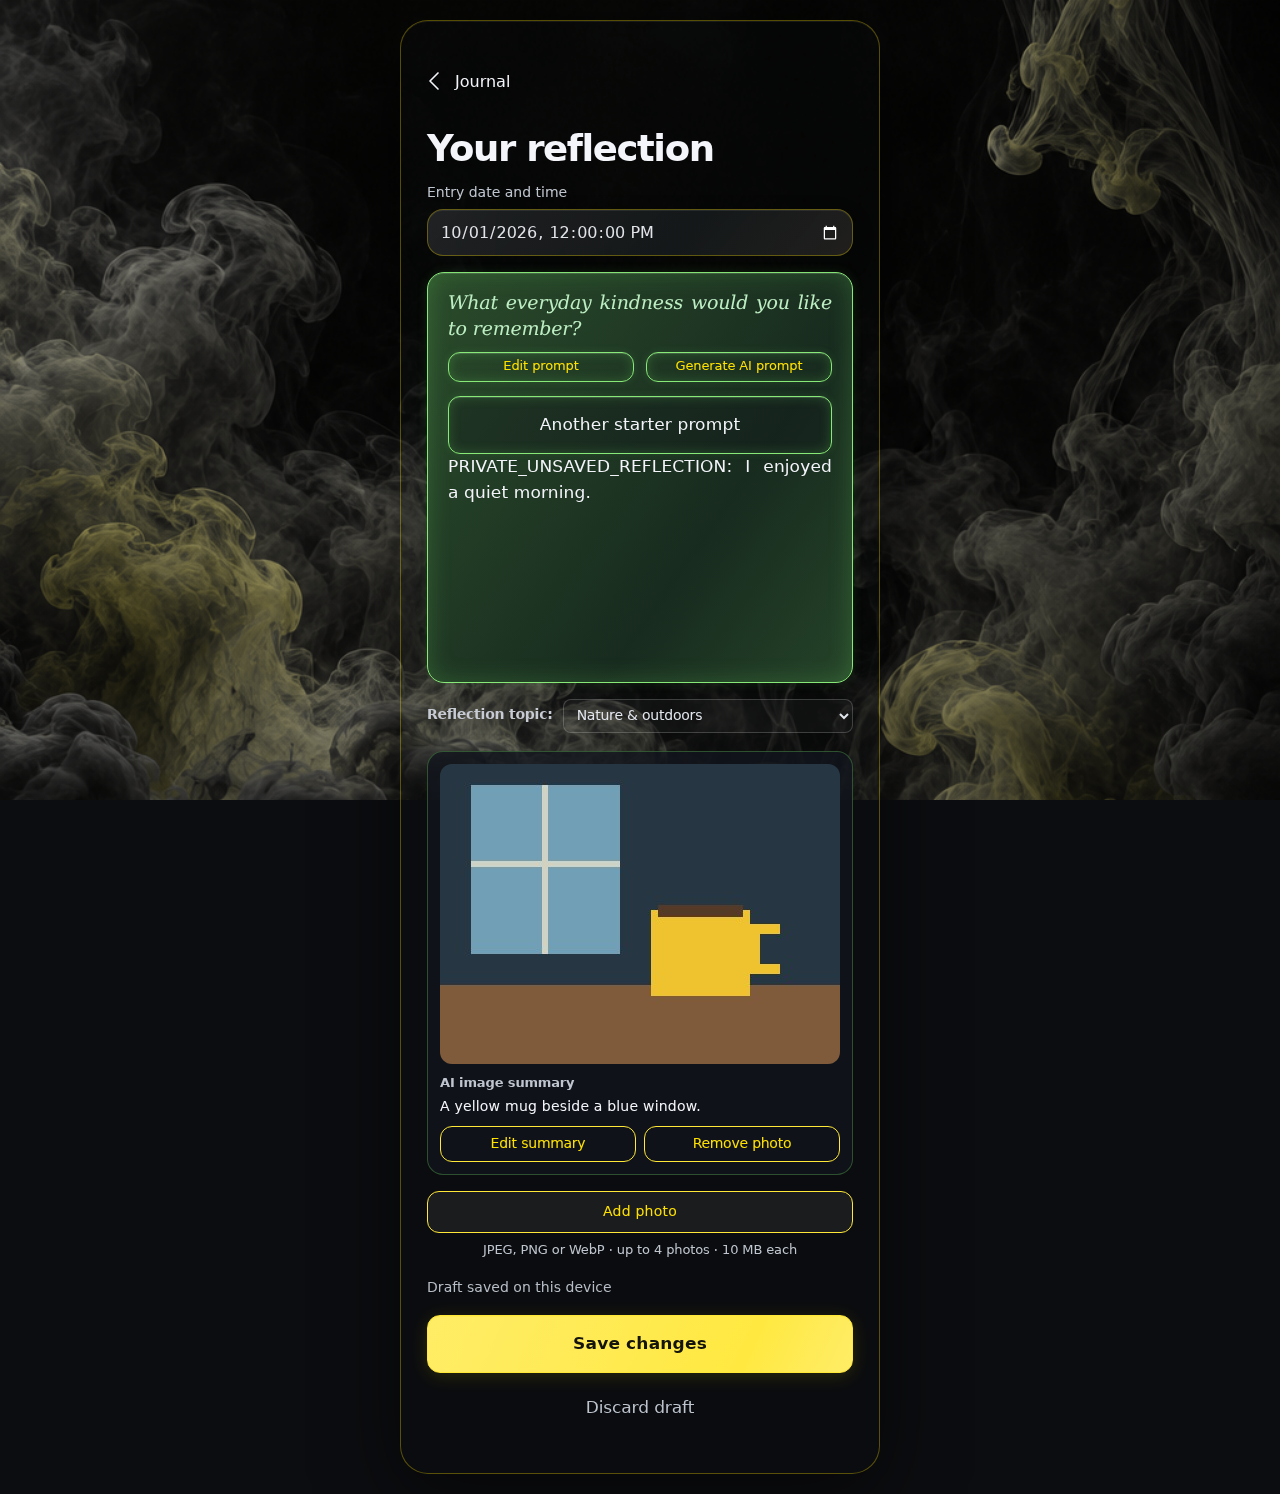 Journal
Your reflection
Entry date and time
10/01/2026, 12:00:00 PM
What everyday kindness would you like
to remember?
Edit prompt
Generate AI prompt
Another starter prompt
PRIVATE_UNSAVED_REFLECTION: I enjoyed
a quiet morning.
Reflection topic:
Nature & outdoors
AI image summary
A yellow mug beside a blue window.
Edit summary
Remove photo
Add photo
JPEG, PNG or WebP · up to 4 photos · 10 MB each
Draft saved on this device
Save changes
Discard draft